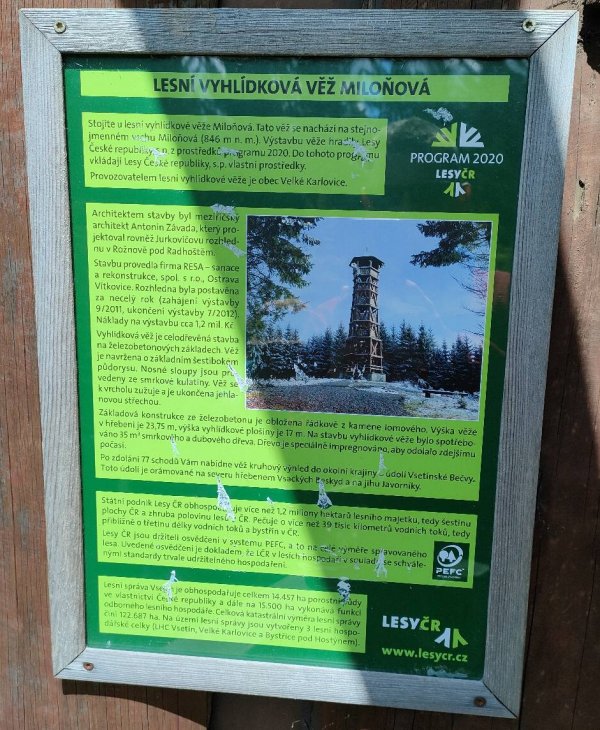 LESNÍ VYHLÍDKOVÁ VĚŽ MILOŇOVÁ
Stojíte u lesní vyhlídkové věže Miloňová. Tato věž se nachází na stejno-
jmenném vrchu Miloňová (846 m n. m.). Výstavbu věže hradily Lesy
České republiky, s.p. z prostředků programu 2020. Do tohoto programu
vkládají Lesy České republiky, s.p. vlastní prostředky.
Provozovatelem lesní vyhlídkové věže je obec Velké Karlovice.
PROGRAM 2020
LESYČR
Architektem stavby byl meziříčský
architekt Antonín Závada, který pro-
jektoval rovněž Jurkovičovu rozhled-
nu v Rožnově pod Radhoštěm.
Stavbu provedla firma RESA – sanace
a rekonstrukce, spol. s r.o., Ostrava
Vítkovice. Rozhledna byla postavena
za necelý rok (zahájení výstavby
9/2011, ukončení výstavby 7/2012).
Náklady na výstavbu cca 1,2 mil. Kč.
Vyhlídková věž je celodřevěná stavba
na železobetonových základech. Věž
je navržena o základním šestibokém
půdorysu. Nosné sloupy jsou pro-
vedeny ze smrkové kulatiny. Věž se
k vrcholu zužuje a je ukončena jehla-
novou střechou.
Základová konstrukce ze železobetonu je obložena řádkově z kamene lomového. Výška věže
v hřebeni je 23,75 m, výška vyhlídkové plošiny je 17 m. Na stavbu vyhlídkové věže bylo spotřebo-
váno 35 m³ smrkového a dubového dřeva. Dřevo je speciálně impregnováno, aby odolalo zdejšímu
počasí.
Po zdolání 77 schodů Vám nabídne věž kruhový výhled do okolní krajiny – údolí Vsetínské Bečvy.
Toto údolí je orámované na severu hřebenem Vsackých Beskyd a na jihu Javorníky.
Státní podnik Lesy ČR obhospodařuje více než 1,2 miliony hektarů lesního majetku, tedy šestinu
plochy ČR a zhruba polovinu lesů ČR. Pečuje o více než 39 tisíc kilometrů vodních toků, tedy
přibližně o třetinu délky vodních toků a bystřin v ČR.
Lesy ČR jsou držiteli osvědčení v systému PEFC, a to na celé výměře spravovaného
lesa. Uvedené osvědčení je dokladem, že LČR v lesích hospodaří v souladu se schvále-
nými standardy trvale udržitelného hospodaření.
PEFC
Lesní správa Vsetín obhospodařuje celkem 14.457 ha porostní půdy
ve vlastnictví České republiky a dále na 15.500 ha vykonává funkci
odborného lesního hospodáře. Celková katastrální výměra lesní správy
činí 122.687 ha. Na území lesní správy jsou vytvořeny 3 lesní hospo-
dářské celky (LHC Vsetín, Velké Karlovice a Bystřice pod Hostýnem).
LESYČR
www.lesycr.cz